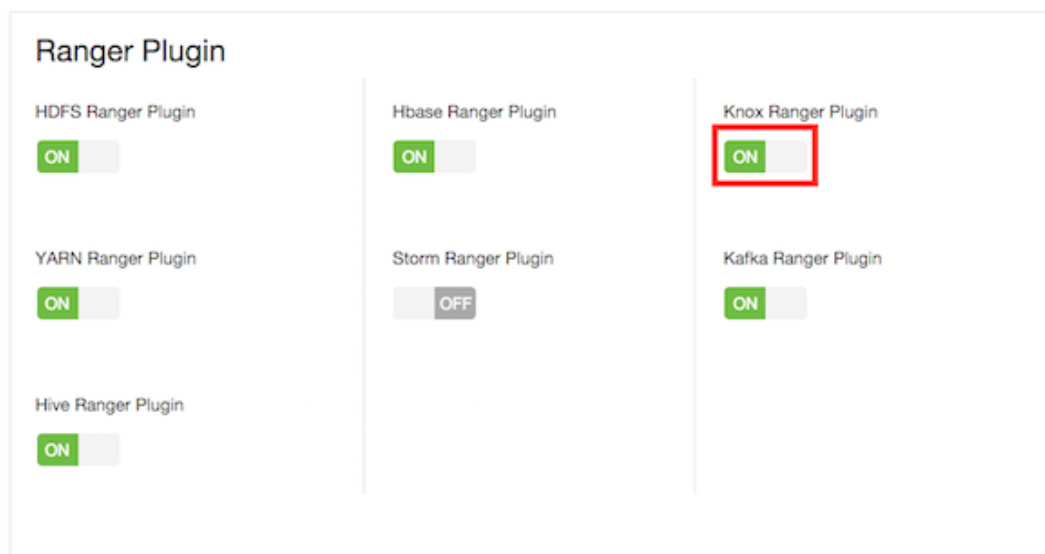 Ranger Plugin
HDFS Ranger Plugin
ON
Hbase Ranger Plugin
ON
Knox Ranger Plugin
ON
YARN Ranger Plugin
ON
Storm Ranger Plugin
OFF
Kafka Ranger Plugin
ON
Hive Ranger Plugin
ON